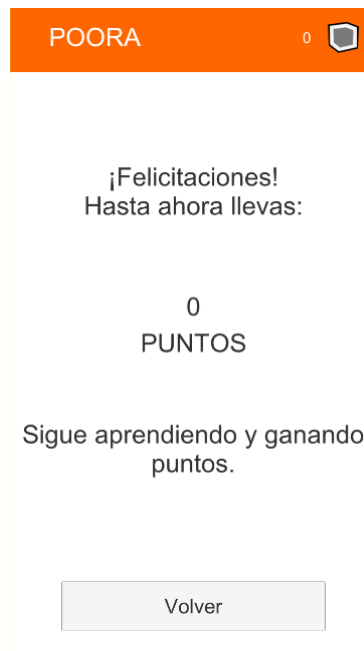 POORA
0
¡Felicitaciones!
Hasta ahora llevas:
0
PUNTOS
Sigue aprendiendo y ganando
puntos.
Volver